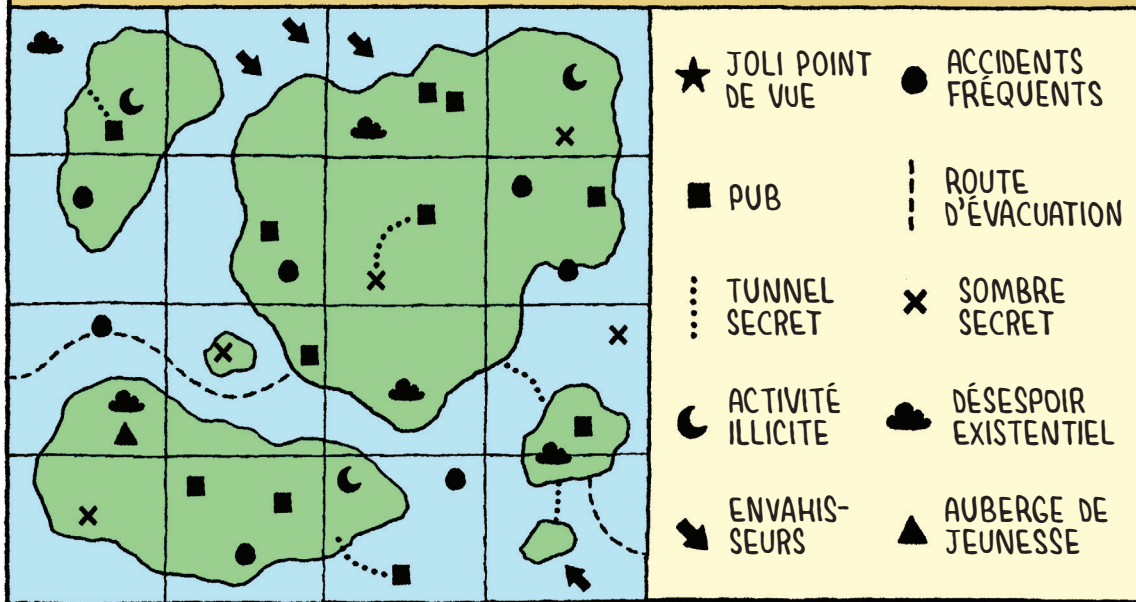 JOLI POINT
DE VUE
ACCIDENTS
FRÉQUENTS
PUB
ROUTE
D'ÉVACUATION
TUNNEL
SECRET
SOMBRE
SECRET
ACTIVITÉ
ILLICITE
DÉSESPOIR
EXISTENTIEL
ENVAHIS-
SEURS
AUBERGE DE
JEUNESSE